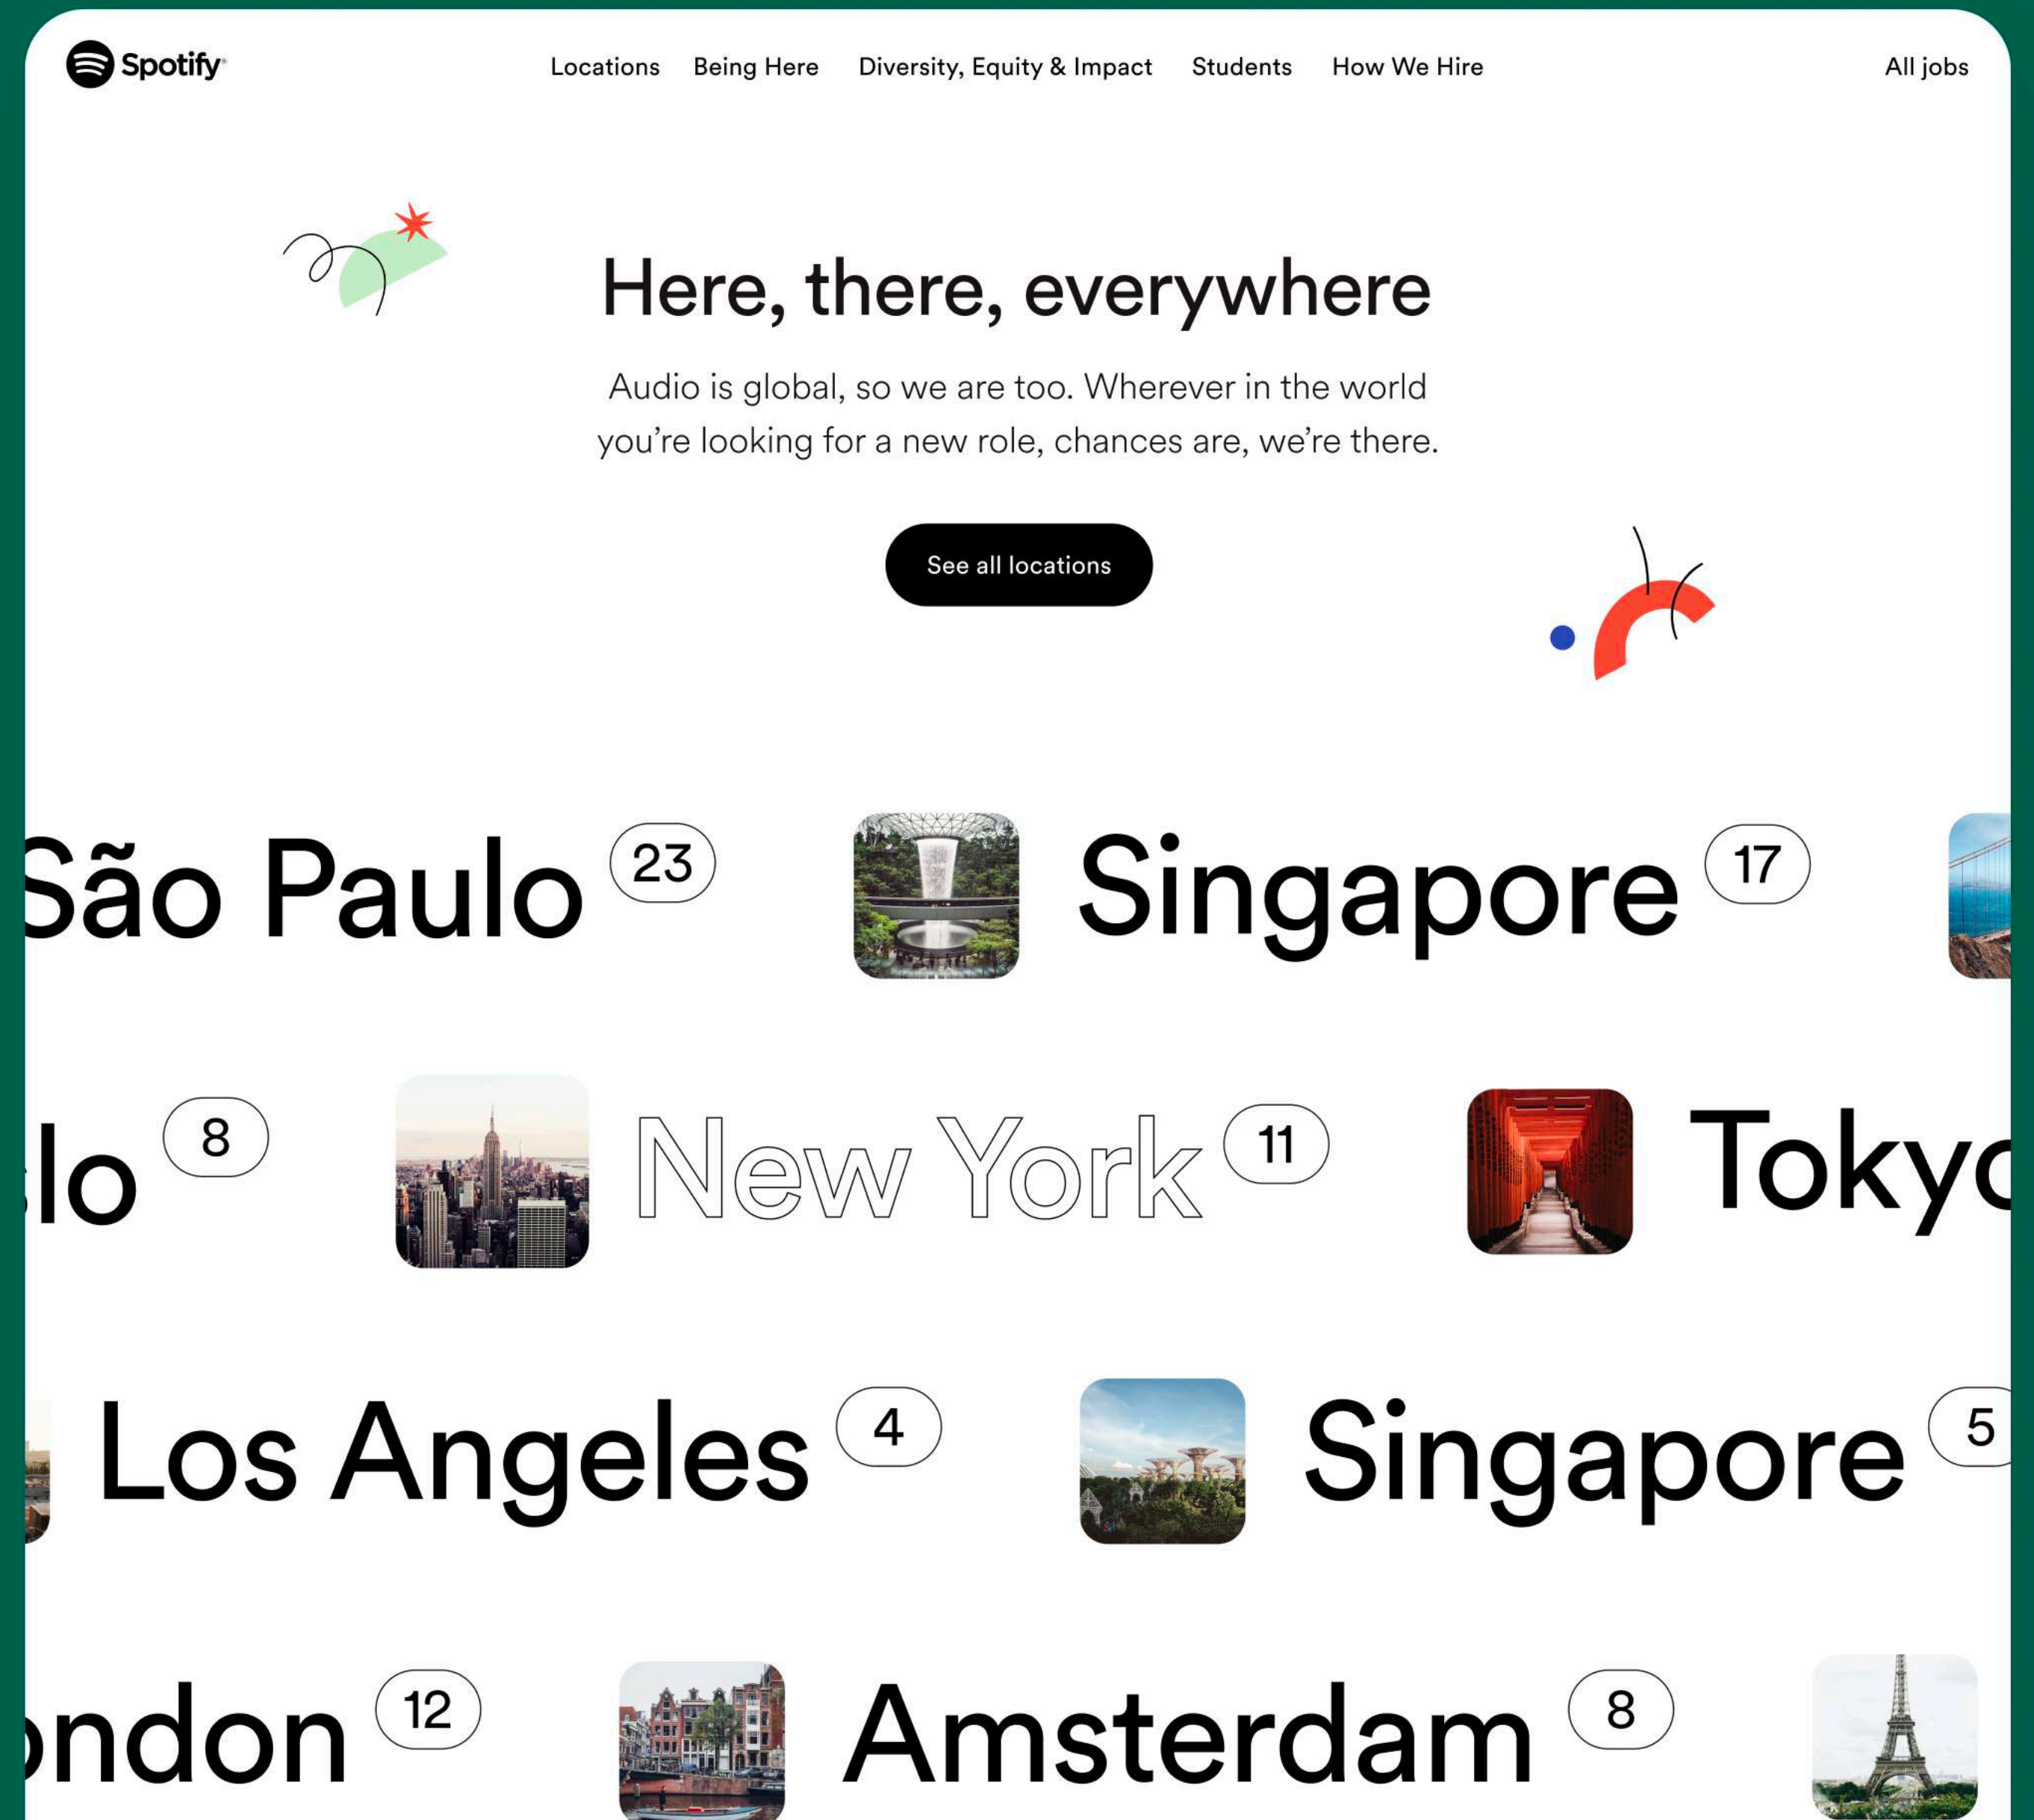 Spotify
Locations Being Here Diversity, Equity & Impact Students How We Hire All jobs
Here, there, everywhere
Audio is global, so we are too. Wherever in the world
you’re looking for a new role, chances are, we’re there.
See all locations
São Paulo 23 Singapore 17
lo 8 New York 11 Tokyo
Los Angeles 4 Singapore 5
ondon 12 Amsterdam 8